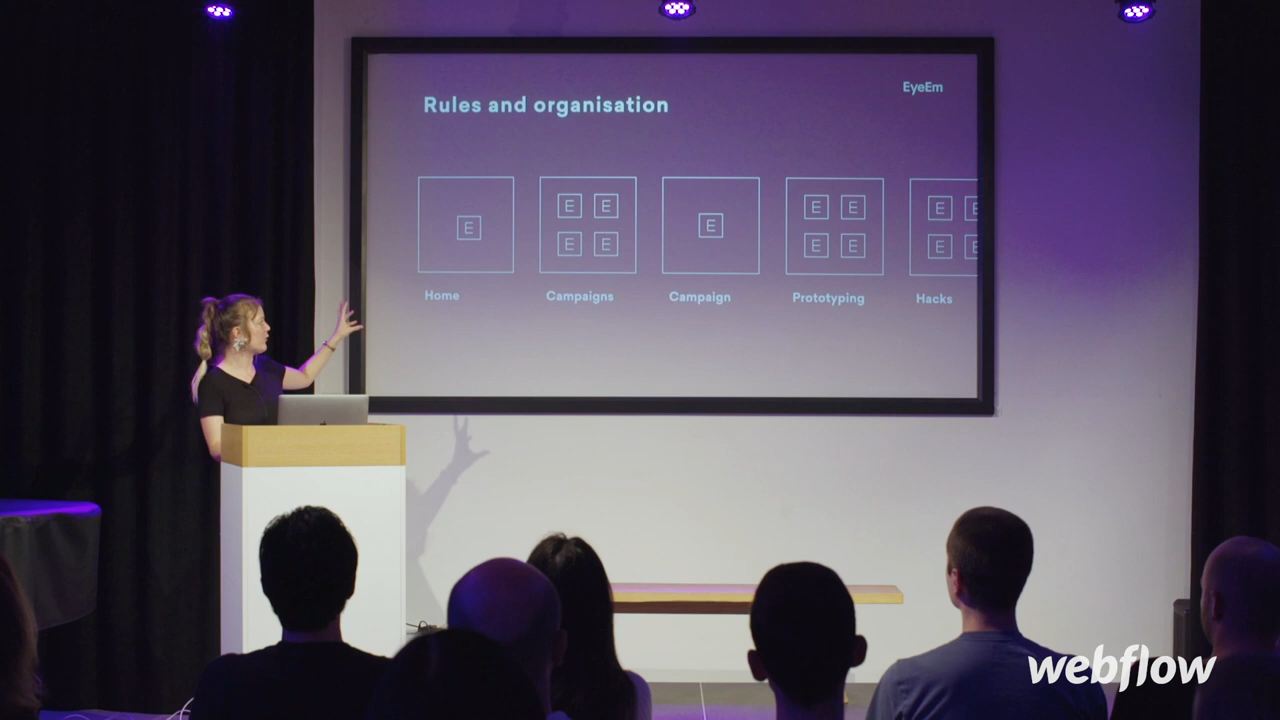 EyeEm
Rules and organisation
E
E E
E
E E
E E
E E
E E
E E
Home
Campaigns
Campaign
Prototyping
Hacks
webflow